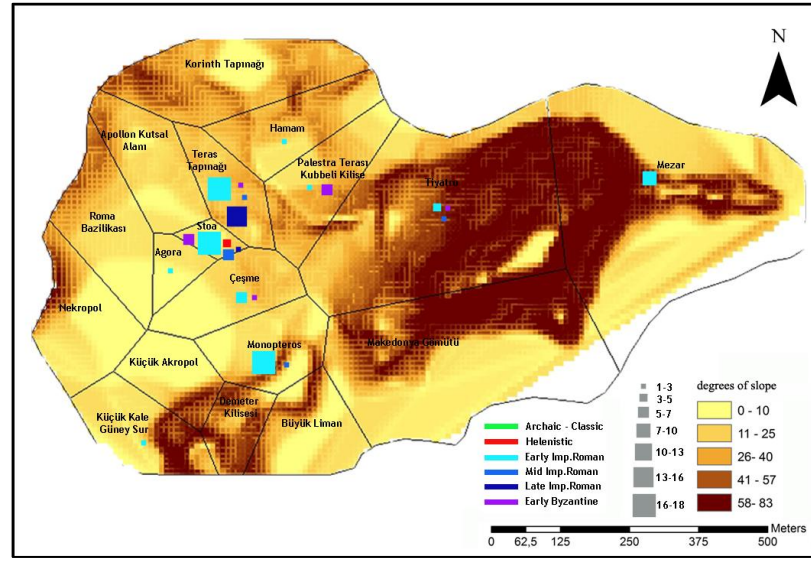 Korinth Tapınağı
N
Hamam
Apollon Kutsal
Alanı
Teras
Tapınağı
Palestra Terası
Kubbeli Kilise
Tiyatro
Mezar
Roma
Bazilikası
Stoa
Agora
Çeşme
Nekropol
Monopteros
Makedonya Gömütü
Küçük Akropol
Demeter
Kilisesi
Küçük Kale
Güney Sur
Büyük Liman
Archaic - Classic
Helenistic
Early Imp.Roman
Mid Imp.Roman
Late Imp.Roman
Early Byzantine
1-3
3-5
5-7
7-10
10-13
13-16
16-18
degrees of slope
0 - 10
11 - 25
26- 40
41 - 57
58- 83
Meters
0 62,5 125 250 375 500